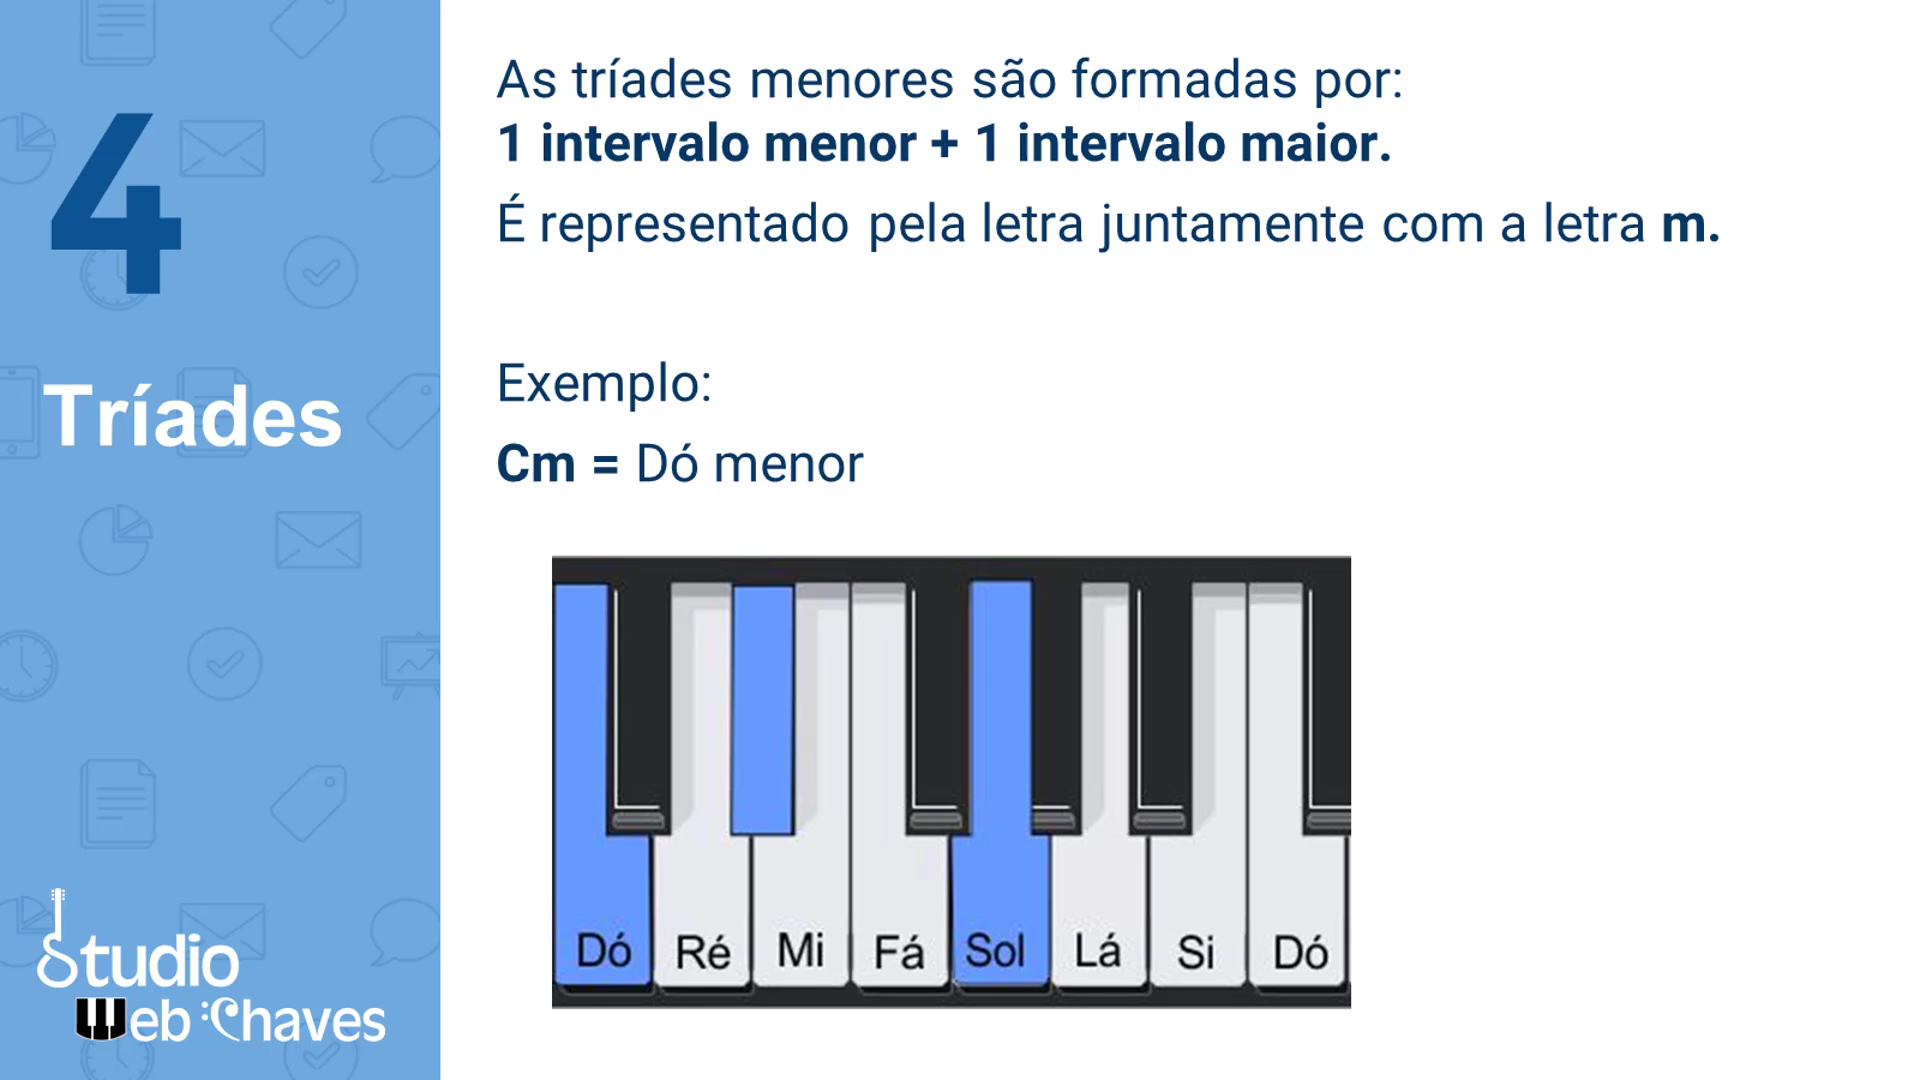 4
Tríades
As tríades menores são formadas por:
1 intervalo menor + 1 intervalo maior.
É representado pela letra juntamente com a letra m.
Exemplo:
Cm = Dó menor
Dó Ré Mi Fá Sol Lá Si Dó
Studio
Web Chaves